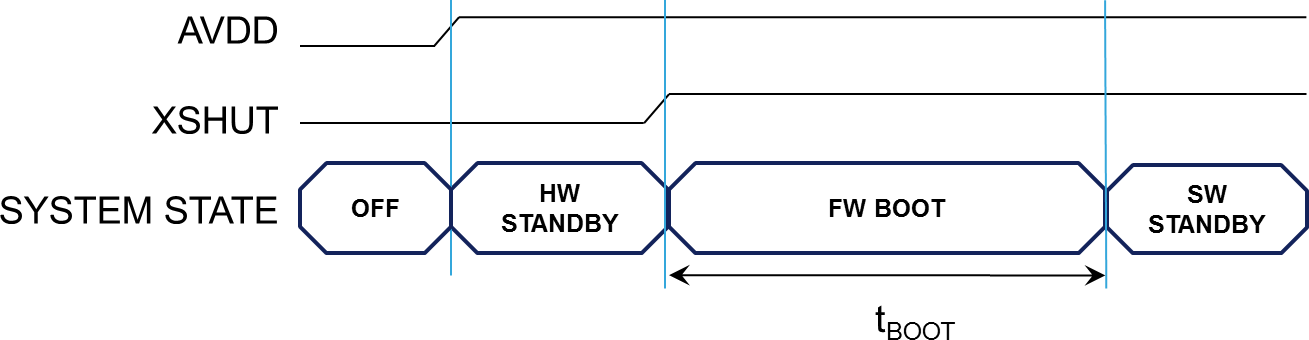 AVDD
XSHUT
SYSTEM STATE
OFF
HW
STANDBY
FW BOOT
SW
STANDBY
tBOOT